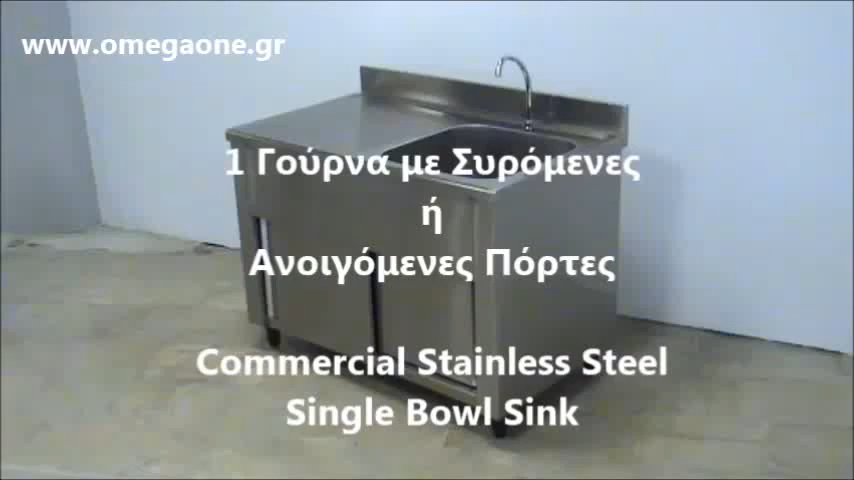 www.omegaone.gr
1 Γούρνα με Συρόμενες
ή
Ανοιγόμενες Πόρτες
Commercial Stainless Steel
Single Bowl Sink